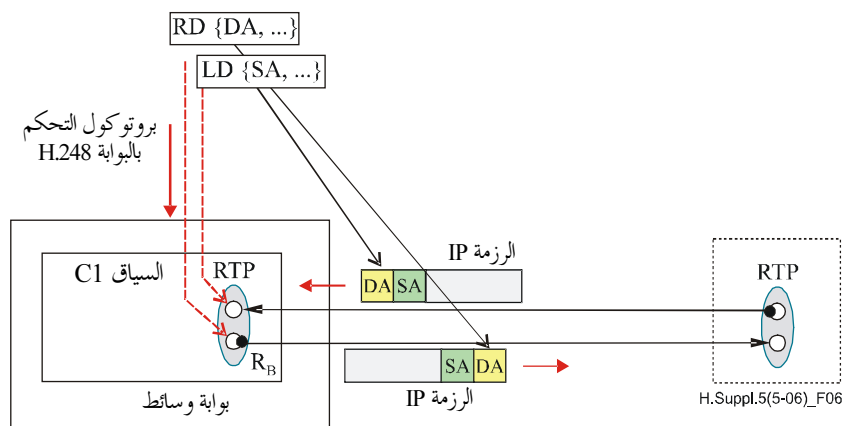 RD {DA, ...}
LD {SA, ...}
بروتوكول التحكم
بالبوابة H.248
السياق C1
RTP
R_B
بوابة وسائط
الرزمة IP
DA SA
SA DA
الرزمة IP
RTP
H.Suppl.5(5-06)_F06